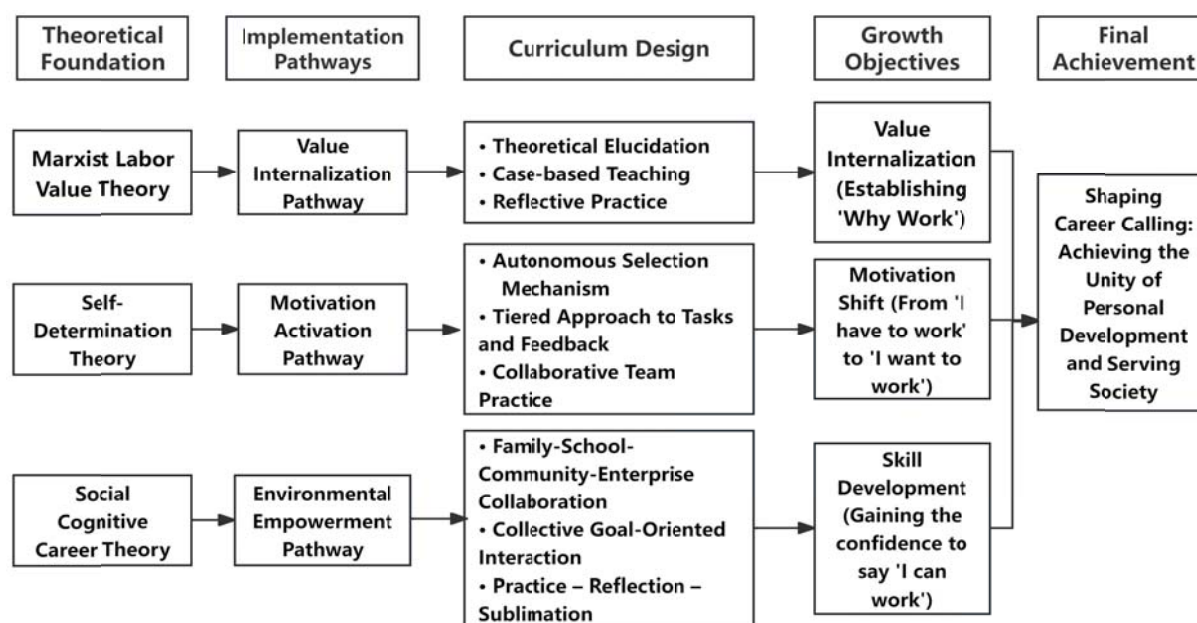 Theoretical
Foundation
Implementation
Pathways
Curriculum Design
Growth
Objectives
Final
Achievement
Marxist Labor
Value Theory
Value
Internalization
Pathway
• Theoretical Elucidation
• Case-based Teaching
• Reflective Practice
Value
Internalization
(Establishing
'Why Work')
Self-
Determination
Theory
Motivation
Activation
Pathway
• Autonomous Selection
Mechanism
• Tiered Approach to Tasks
and Feedback
• Collaborative Team
Practice
Motivation
Shift (From 'I
have to work'
to 'I want to
work')
Social
Cognitive
Career Theory
Environmental
Empowerment
Pathway
• Family-School-
Community-Enterprise
Collaboration
• Collective Goal-Oriented
Interaction
• Practice – Reflection –
Sublimation
Skill
Development
(Gaining the
confidence to
say 'I can
work')
Shaping
Career Calling:
Achieving the
Unity of
Personal
Development
and Serving
Society